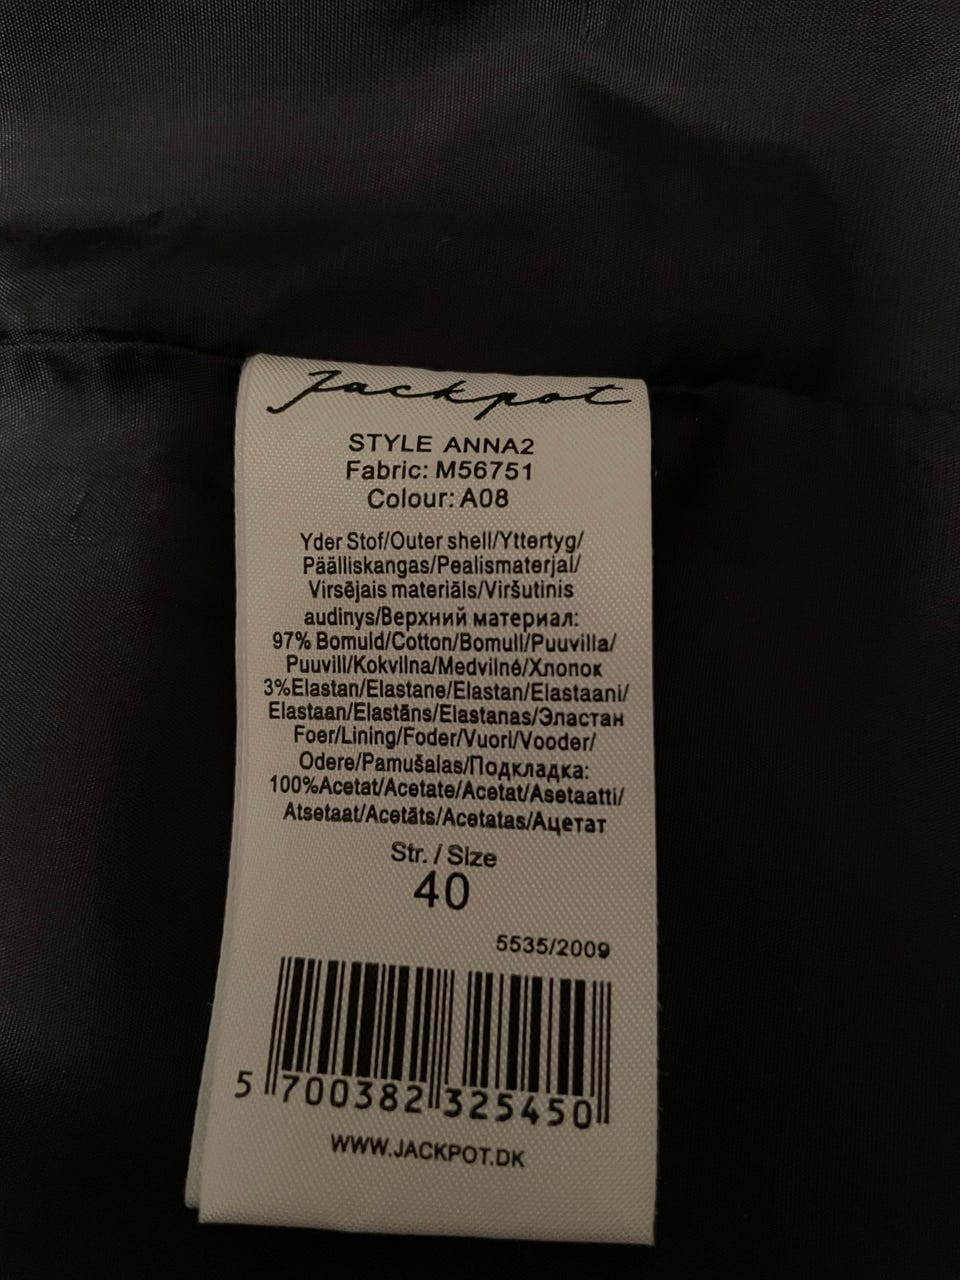 Jackpot
STYLE ANNA2
Fabric: M56751
Colour: A08
Yder Stof/Outer shell/Yttertyg/
Päälliskangas/Pealismaterjal/
Virsējais materiāls/Viršutinis
audinys/Верхний материал:
97% Bomuld/Cotton/Bomull/Puuvilla/
Puuvill/Kokvilna/Medvilnė/Хлопок
3%Elastan/Elastane/Elastan/Elastaani/
Elastaan/Elastāns/Elastanas/Эластан
Foer/Lining/Foder/Vuori/Vooder/
Odere/Pamušalas/Подкладка:
100%Acetat/Acetate/Acetat/Asetaatti/
Atsetaat/Acetāts/Acetatas/Ацетат
Str. / Size
40
5535/2009
5 700382 325450
WWW.JACKPOT.DK